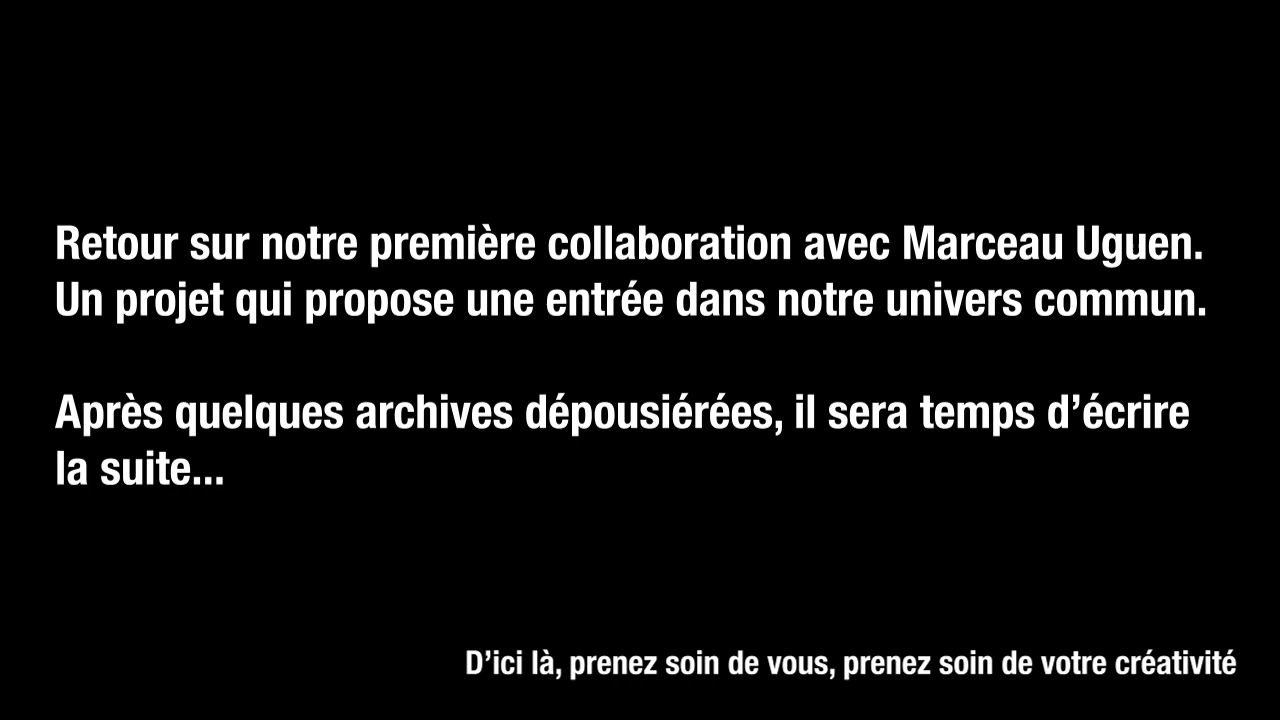 Retour sur notre première collaboration avec Marceau Uguen.
Un projet qui propose une entrée dans notre univers commun.
Après quelques archives dépousiérées, il sera temps d’écrire
la suite...
D’ici là, prenez soin de vous, prenez soin de votre créativité